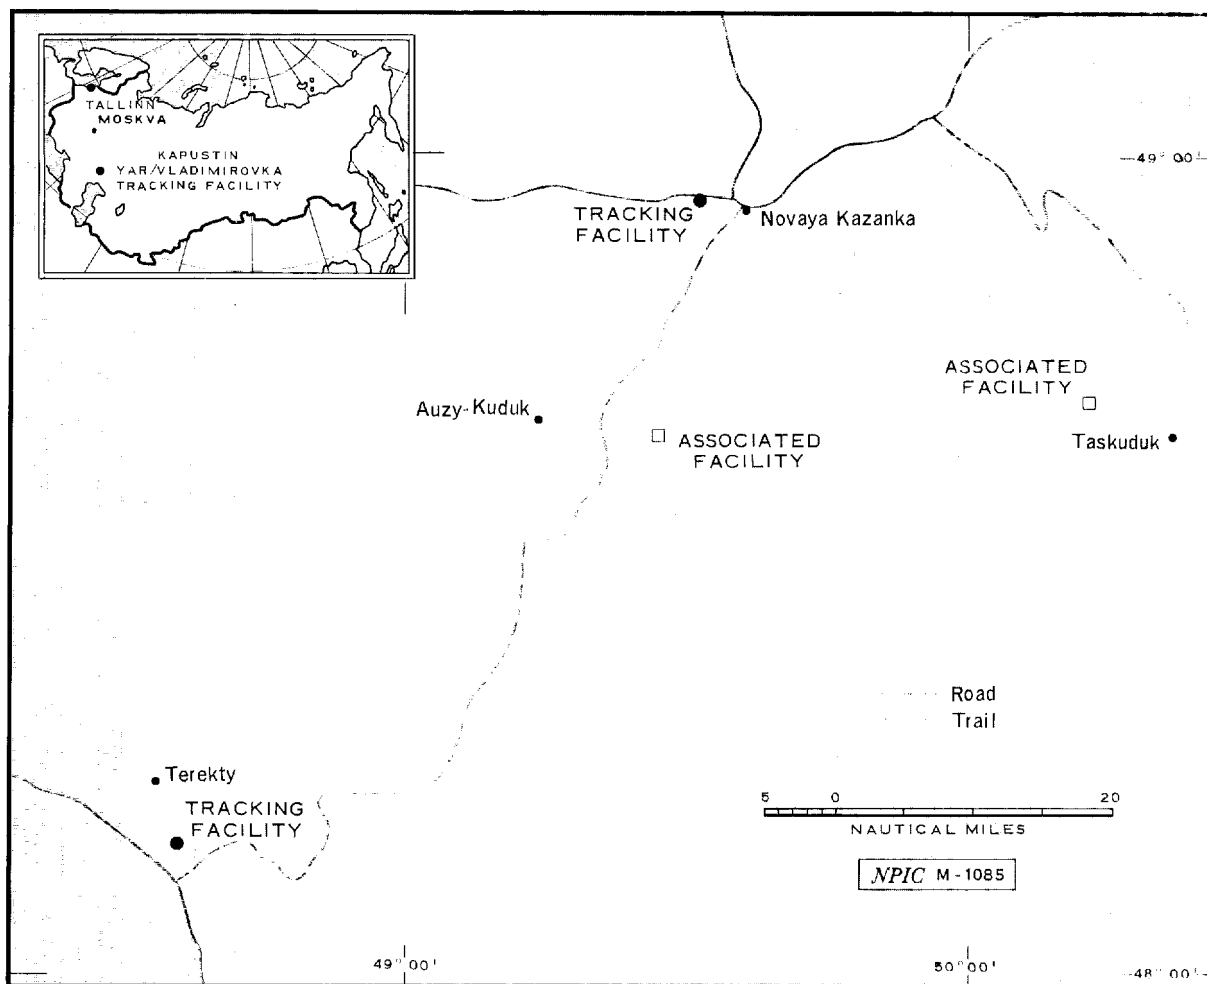 TALLINN
MOSKVA
KAPUSTIN
YAR/VLADIMIROVKA
TRACKING FACILITY
49°00'
TRACKING
FACILITY
Novaya Kazanka
ASSOCIATED
FACILITY
Auzy-Kuduk
ASSOCIATED
FACILITY
Taskuduk
Road
Trail
Terekty
TRACKING
FACILITY
5 0 20
NAUTICAL MILES
NPIC M-1085
49°00'
50°00'
48°00'